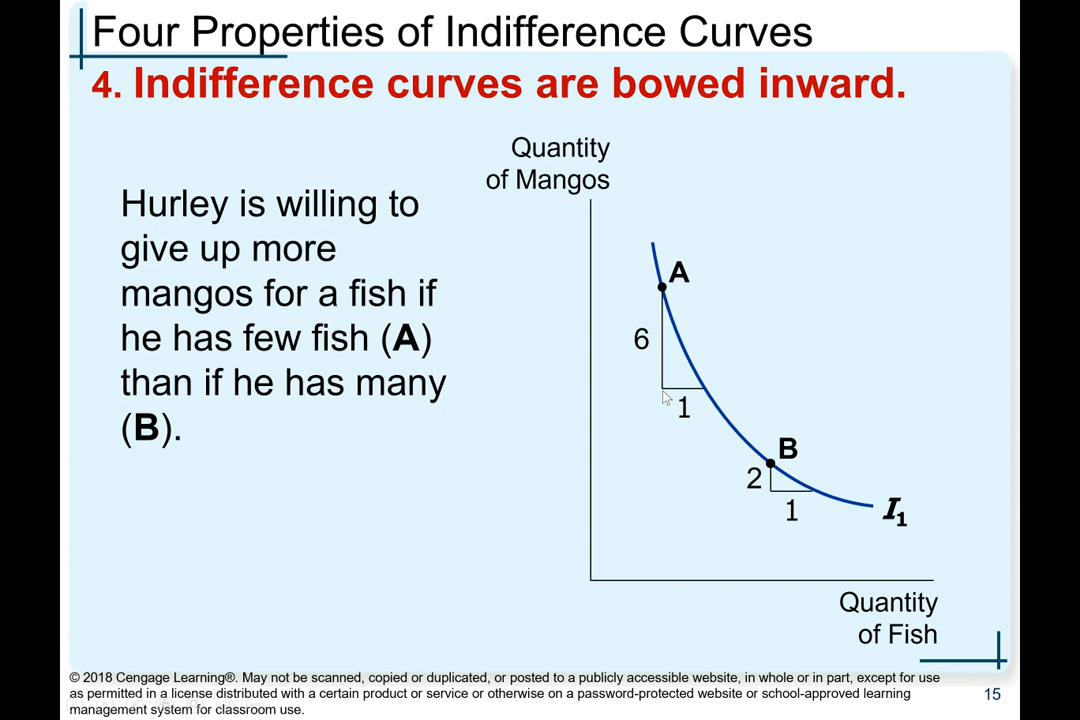 Four Properties of Indifference Curves
4. Indifference curves are bowed inward.
Quantity
of Mangos
Hurley is willing to
give up more
mangos for a fish if
he has few fish (A)
than if he has many
(B).
A
6
1
B
2
1
I1
Quantity
of Fish
© 2018 Cengage Learning®. May not be scanned, copied or duplicated, or posted to a publicly accessible website, in whole or in part, except for use
as permitted in a license distributed with a certain product or service or otherwise on a password-protected website or school-approved learning
management system for classroom use.
15